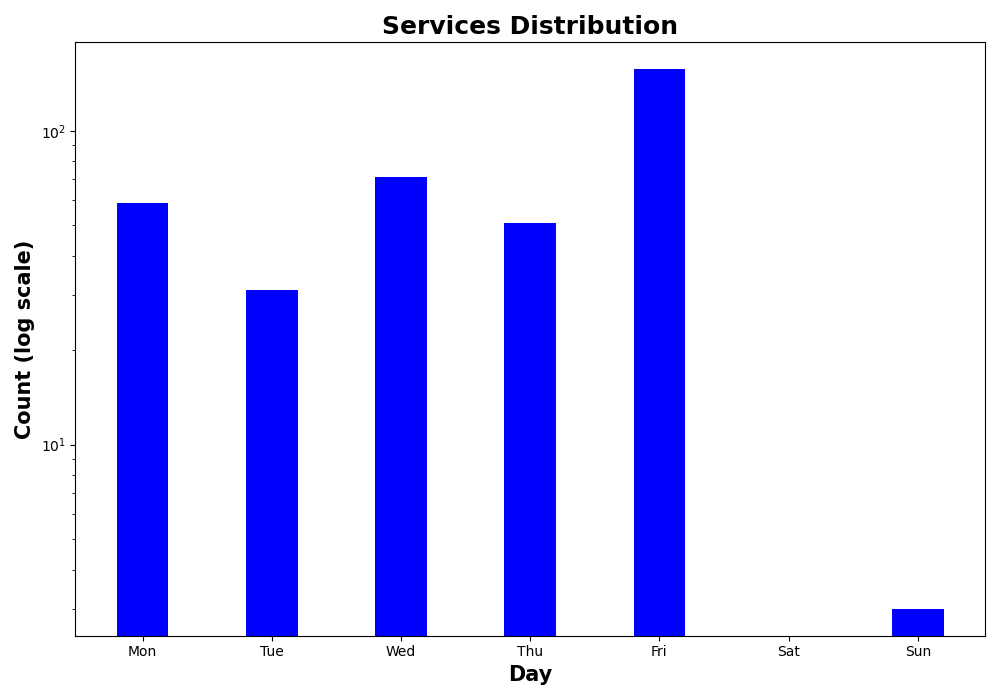 Services Distribution
Count (log scale)
10²
10¹
Mon Tue Wed Thu Fri Sat Sun
Day